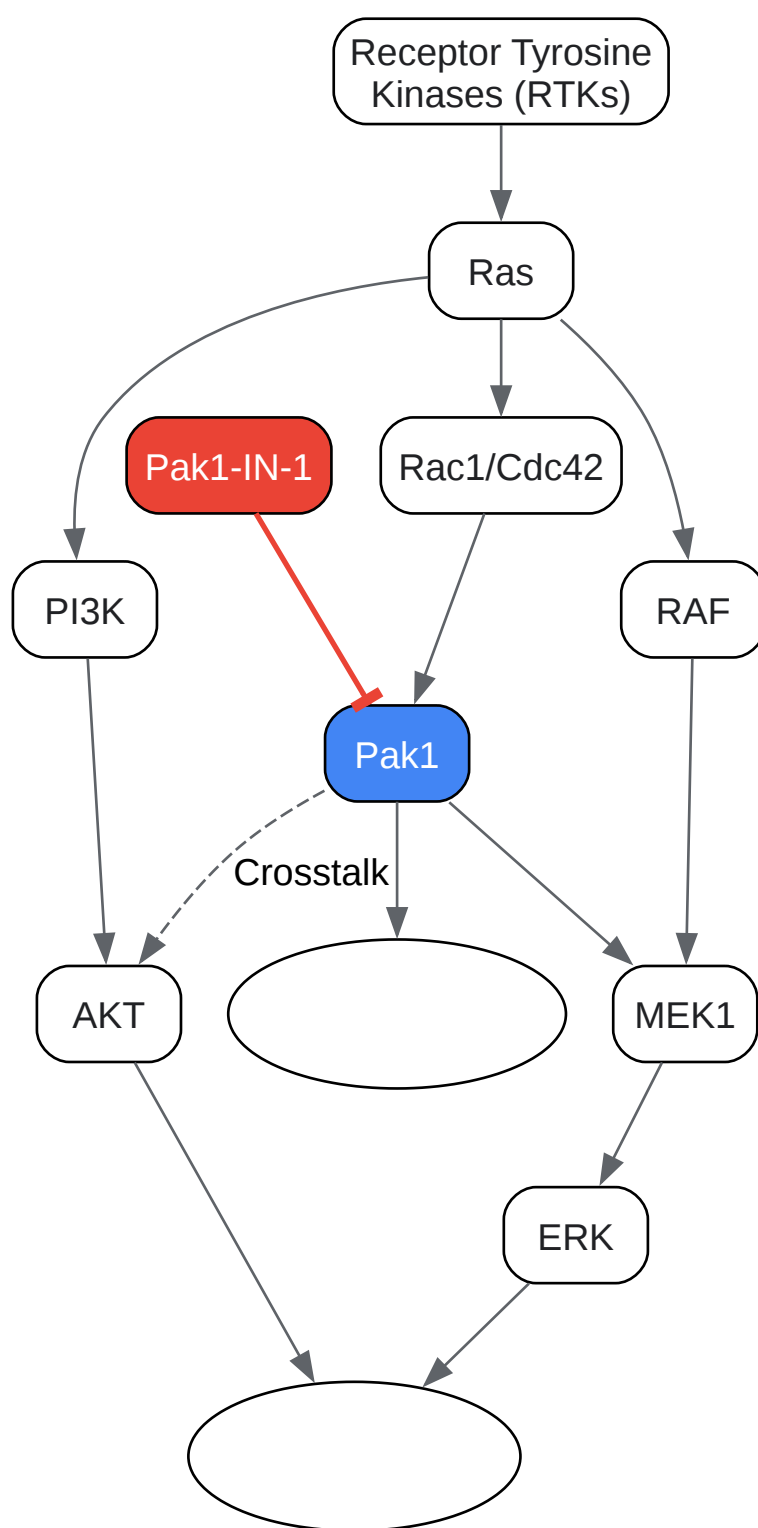 Receptor Tyrosine
Kinases (RTKs)
Ras
Pak1-IN-1
Rac1/Cdc42
PI3K
RAF
Pak1
Crosstalk
AKT
MEK1
ERK